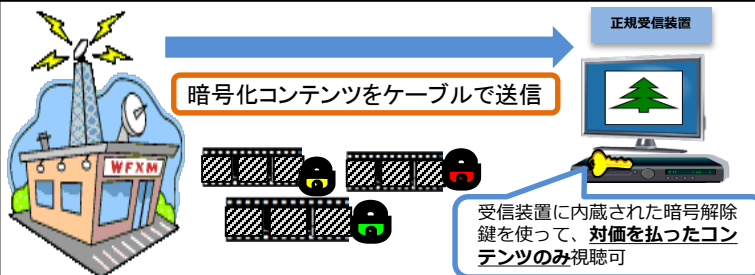 正規受信装置
暗号化コンテンツをケーブルで送信
WFXM
受信装置に内蔵された暗号解除
鍵を使って、対価を払ったコン
テンツのみ視聴可